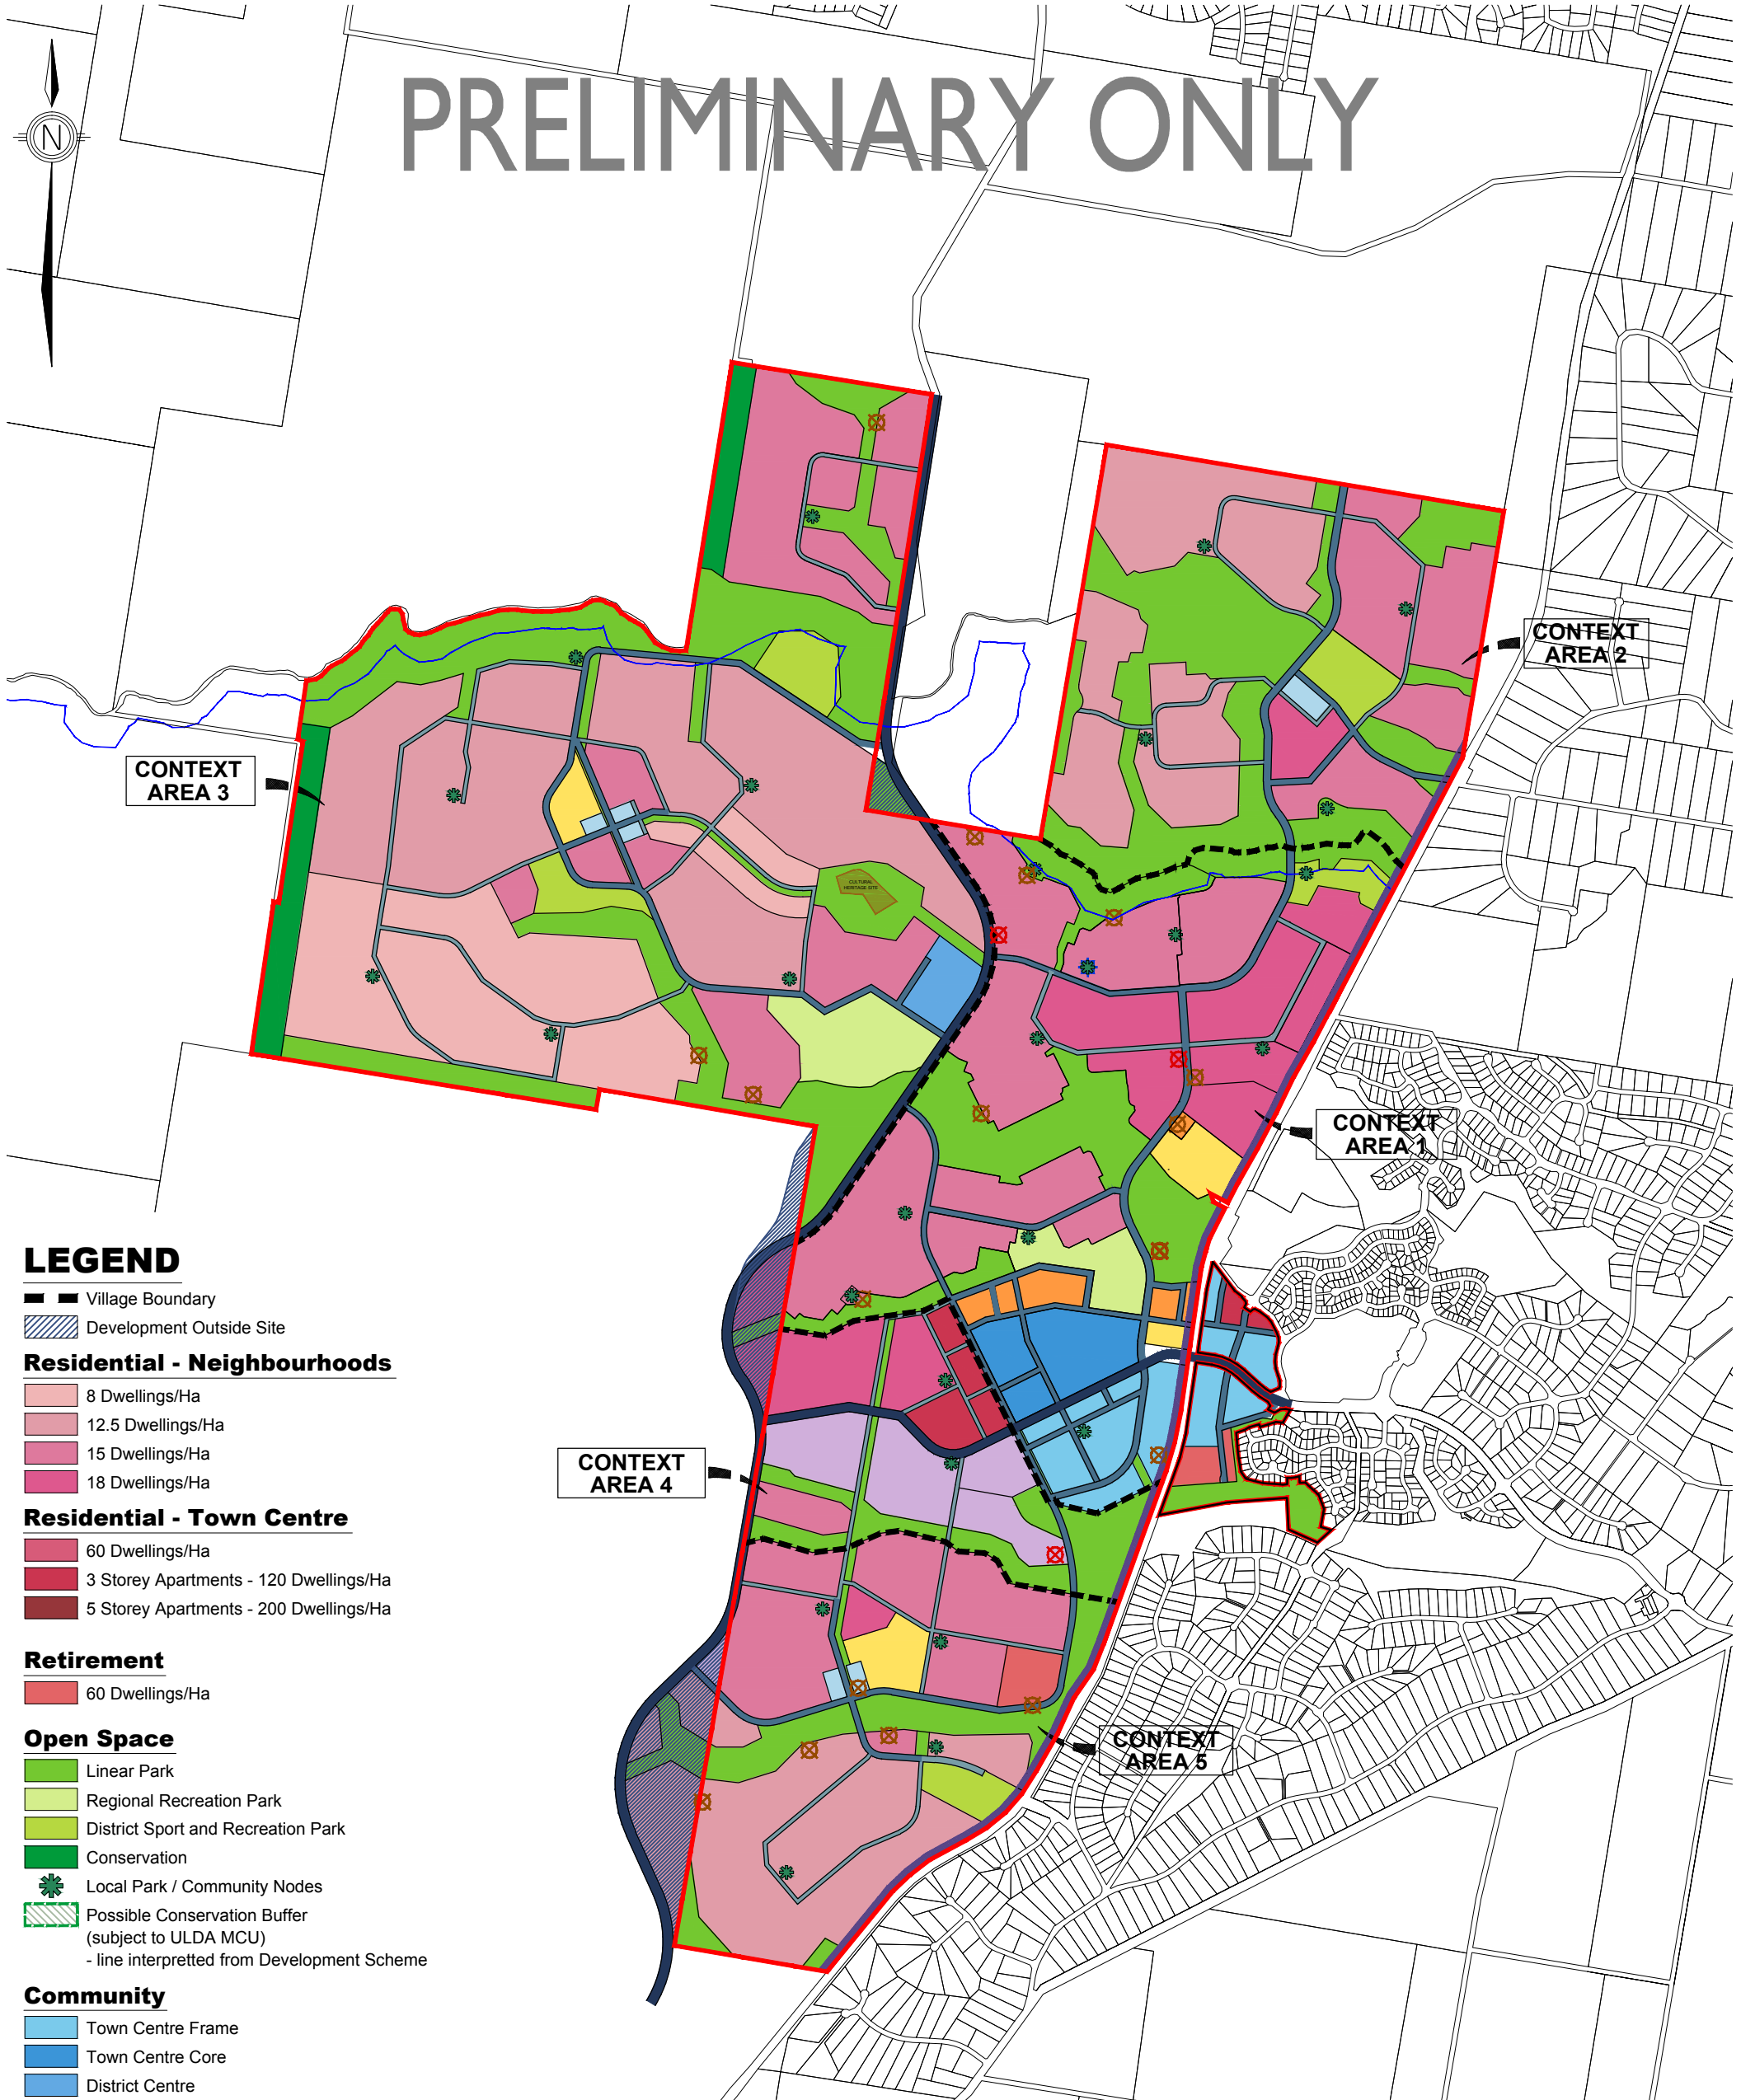 PRELIMINARY ONLY
N
CONTEXT
AREA 2
CONTEXT
AREA 3
CULTURAL
HERITAGE SITE
CONTEXT
AREA 1
CONTEXT
AREA 4
CONTEXT
AREA 5
LEGEND
Village Boundary
Development Outside Site
Residential - Neighbourhoods
8 Dwellings/Ha
12.5 Dwellings/Ha
15 Dwellings/Ha
18 Dwellings/Ha
Residential - Town Centre
60 Dwellings/Ha
3 Storey Apartments - 120 Dwellings/Ha
5 Storey Apartments - 200 Dwellings/Ha
Retirement
60 Dwellings/Ha
Open Space
Linear Park
Regional Recreation Park
District Sport and Recreation Park
Conservation
Local Park / Community Nodes
Possible Conservation Buffer
(subject to ULDA MCU)
- line interpretted from Development Scheme
Community
Town Centre Frame
Town Centre Core
District Centre